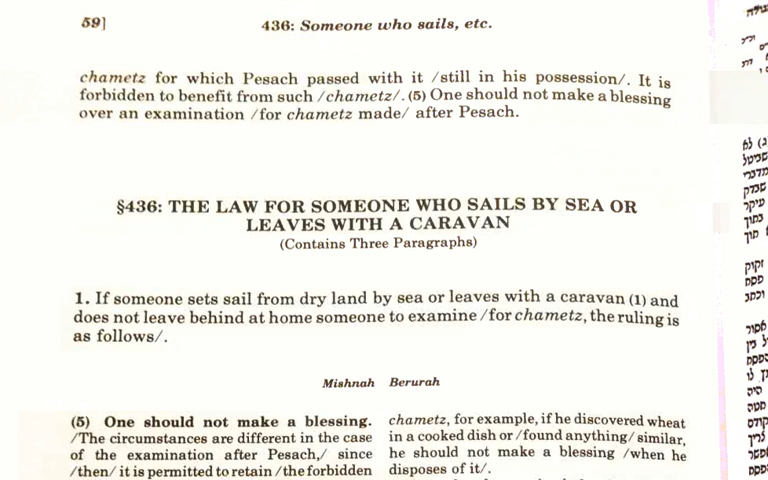 59]
436: Someone who sails, etc.
chametz for which Pesach passed with it /still in his possession/. It is
forbidden to benefit from such /chametz/. (5) One should not make a blessing
over an examination /for chametz made/ after Pesach.
§436: THE LAW FOR SOMEONE WHO SAILS BY SEA OR
LEAVES WITH A CARAVAN
(Contains Three Paragraphs)
1. If someone sets sail from dry land by sea or leaves with a caravan (1) and
does not leave behind at home someone to examine /for chametz, the ruling is
as follows/.
Mishnah Berurah
(5) One should not make a blessing.
/The circumstances are different in the case
of the examination after Pesach,/ since
/then/ it is permitted to retain /the forbidden
chametz, for example, if he discovered wheat
in a cooked dish or /found anything/ similar,
he should not make a blessing /when he
disposes of it/.